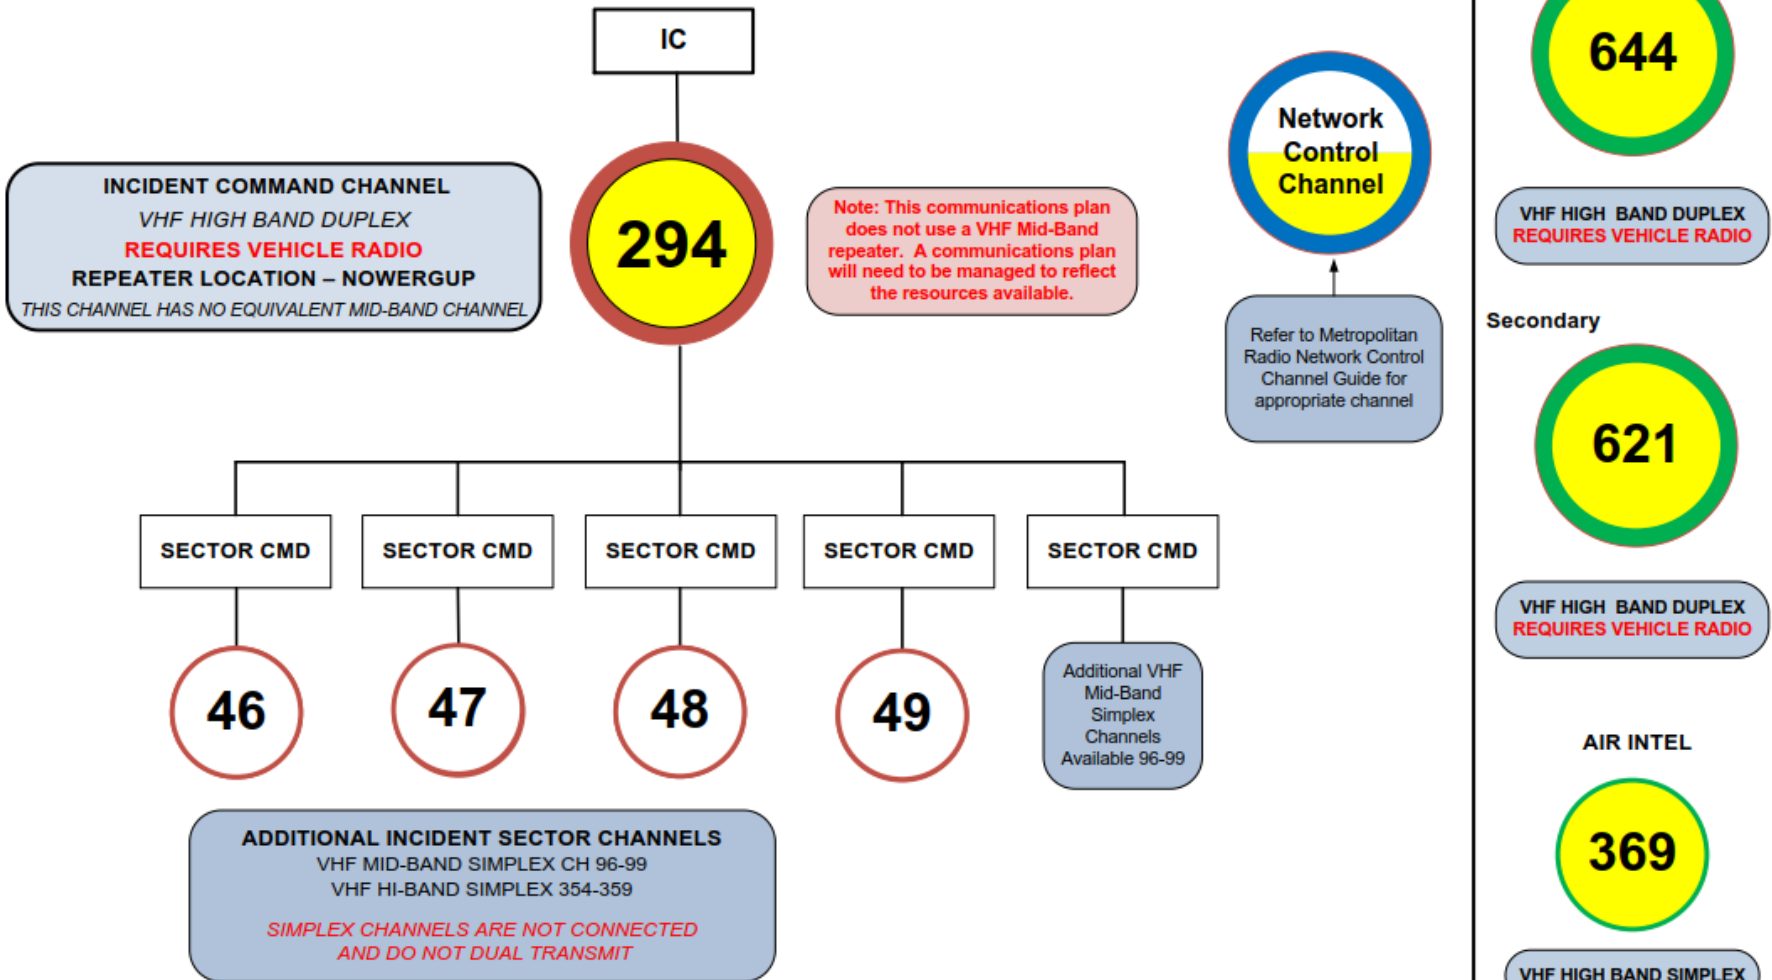 IC
INCIDENT COMMAND CHANNEL
VHF HIGH BAND DUPLEX
REQUIRES VEHICLE RADIO
REPEATER LOCATION – NOWERGUP
THIS CHANNEL HAS NO EQUIVALENT MID-BAND CHANNEL
294
Note: This communications plan
does not use a VHF Mid-Band
repeater. A communications plan
will need to be managed to reflect
the resources available.
Network
Control
Channel
Refer to Metropolitan
Radio Network Control
Channel Guide for
appropriate channel
SECTOR CMD
SECTOR CMD
SECTOR CMD
SECTOR CMD
SECTOR CMD
46
47
48
49
Additional VHF
Mid-Band
Simplex
Channels
Available 96-99
ADDITIONAL INCIDENT SECTOR CHANNELS
VHF MID-BAND SIMPLEX CH 96-99
VHF HI-BAND SIMPLEX 354-359
SIMPLEX CHANNELS ARE NOT CONNECTED
AND DO NOT DUAL TRANSMIT
644
VHF HIGH BAND DUPLEX
REQUIRES VEHICLE RADIO
Secondary
621
VHF HIGH BAND DUPLEX
REQUIRES VEHICLE RADIO
AIR INTEL
369
VHF HIGH BAND SIMPLEX